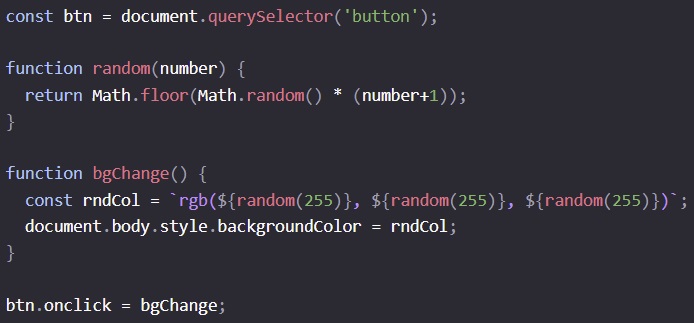 const btn = document.querySelector('button');
function random(number) {
  return Math.floor(Math.random() * (number+1));
}
function bgChange() {
  const rndCol = `rgb(${random(255)}, ${random(255)}, ${random(255)})`;
  document.body.style.backgroundColor = rndCol;
}
btn.onclick = bgChange;